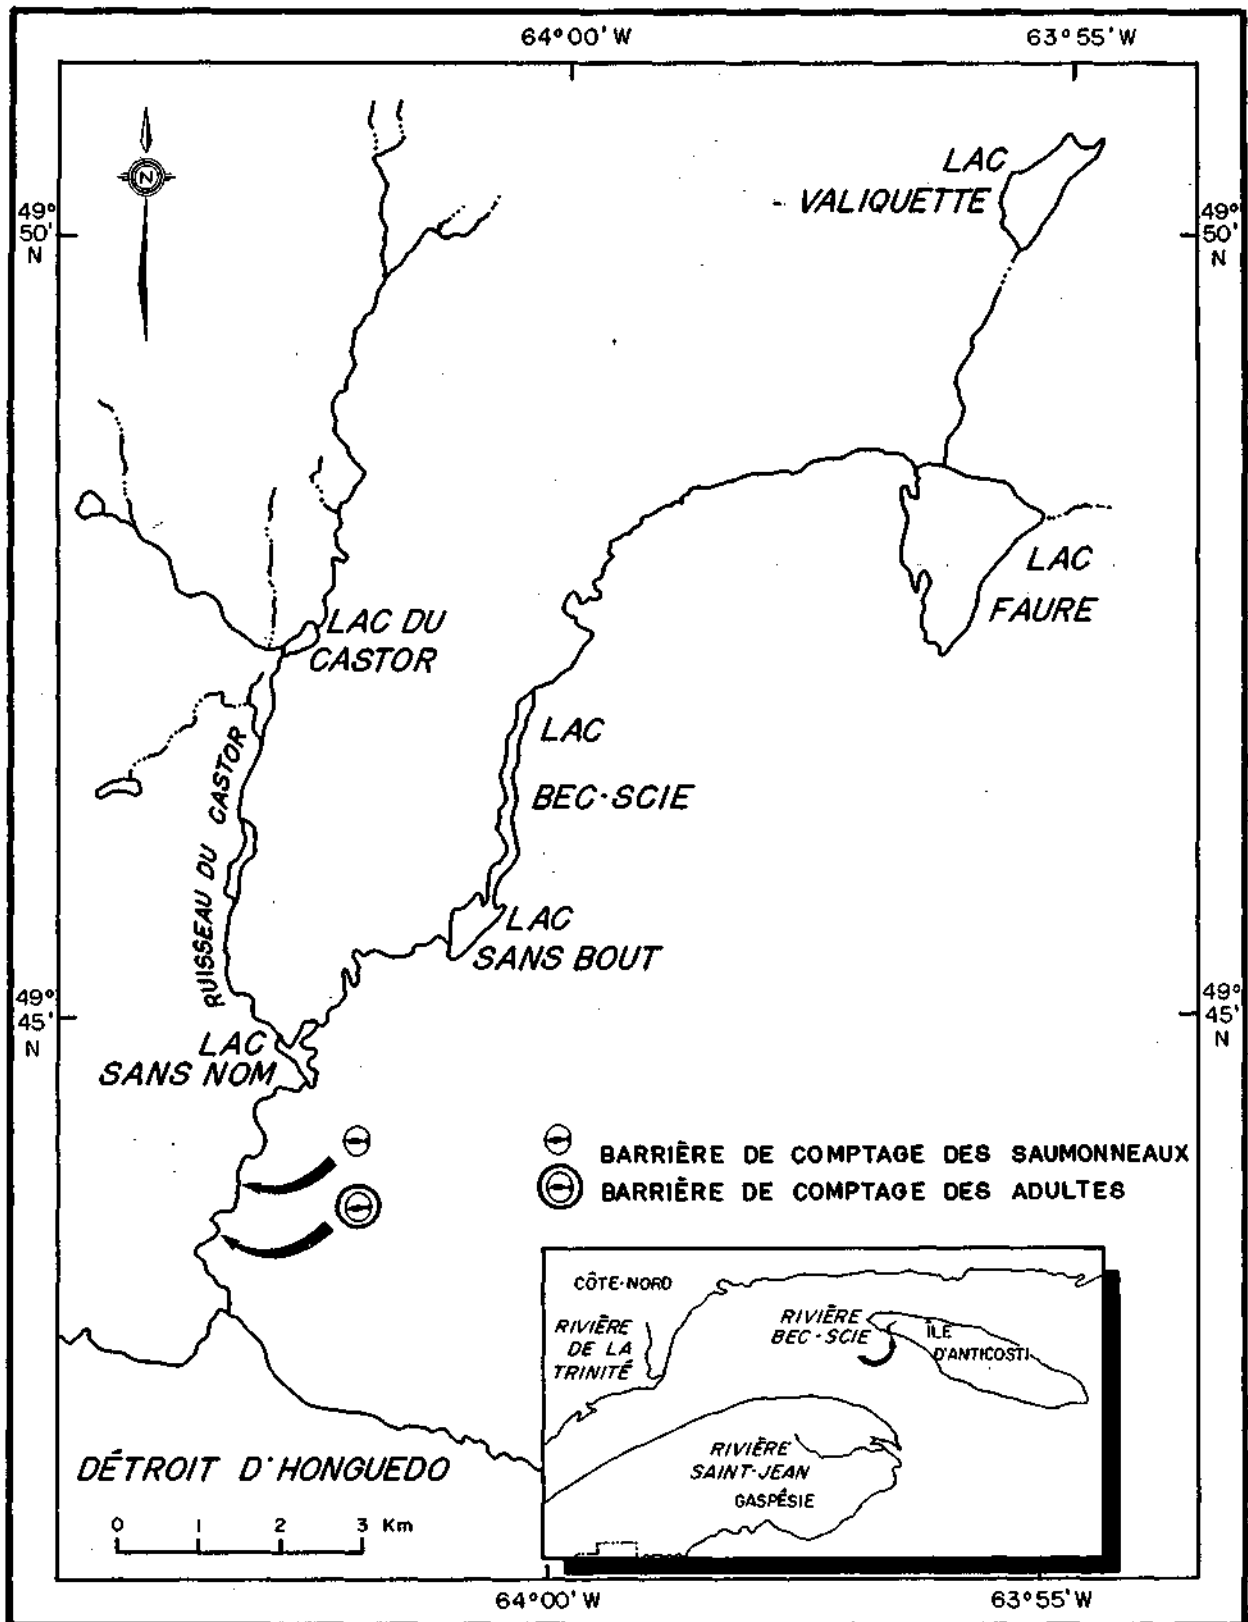 64°00'W
63°55'W
N
LAC
VALIQUETTE
49°
50'
N
49°
50'
N
LAC
FAURE
LAC DU
CASTOR
LAC
BEC-SCIE
RUISSEAU DU CASTOR
LAC
SANS BOUT
49°
45'
N
49°
45'
N
LAC
SANS NOM
BARRIÈRE DE COMPTAGE DES SAUMONNEAUX
BARRIÈRE DE COMPTAGE DES ADULTES
CÔTE-NORD
RIVIÈRE
DE LA
TRINITÉ
RIVIÈRE
BEC-SCIE
ÎLE
D'ANTICOSTI
RIVIÈRE
SAINT-JEAN
GASPÉSIE
DÉTROIT D'HONGUEDO
0 1 2 3 Km
64°00'W
63°55'W